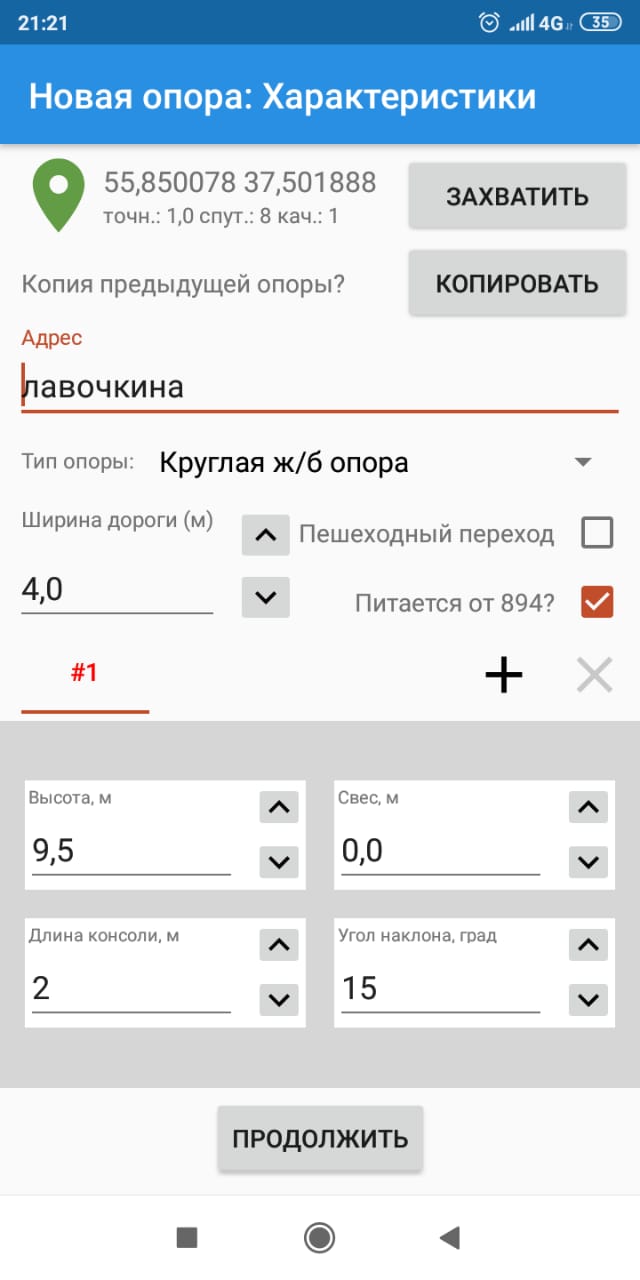 21:21
4G
35
Новая опора: Характеристики
55,850078 37,501888
ЗАХВАТИТЬ
точн.: 1,0 спут.: 8 кач.: 1
Копия предыдущей опоры?
КОПИРОВАТЬ
Адрес
лавочкина
Тип опоры:
Круглая ж/б опора
Ширина дороги (м)
Пешеходный переход
4,0
Питается от 894?
#1
Высота, м
Свес, м
9,5
0,0
Длина консоли, м
Угол наклона, град
2
15
ПРОДОЛЖИТЬ